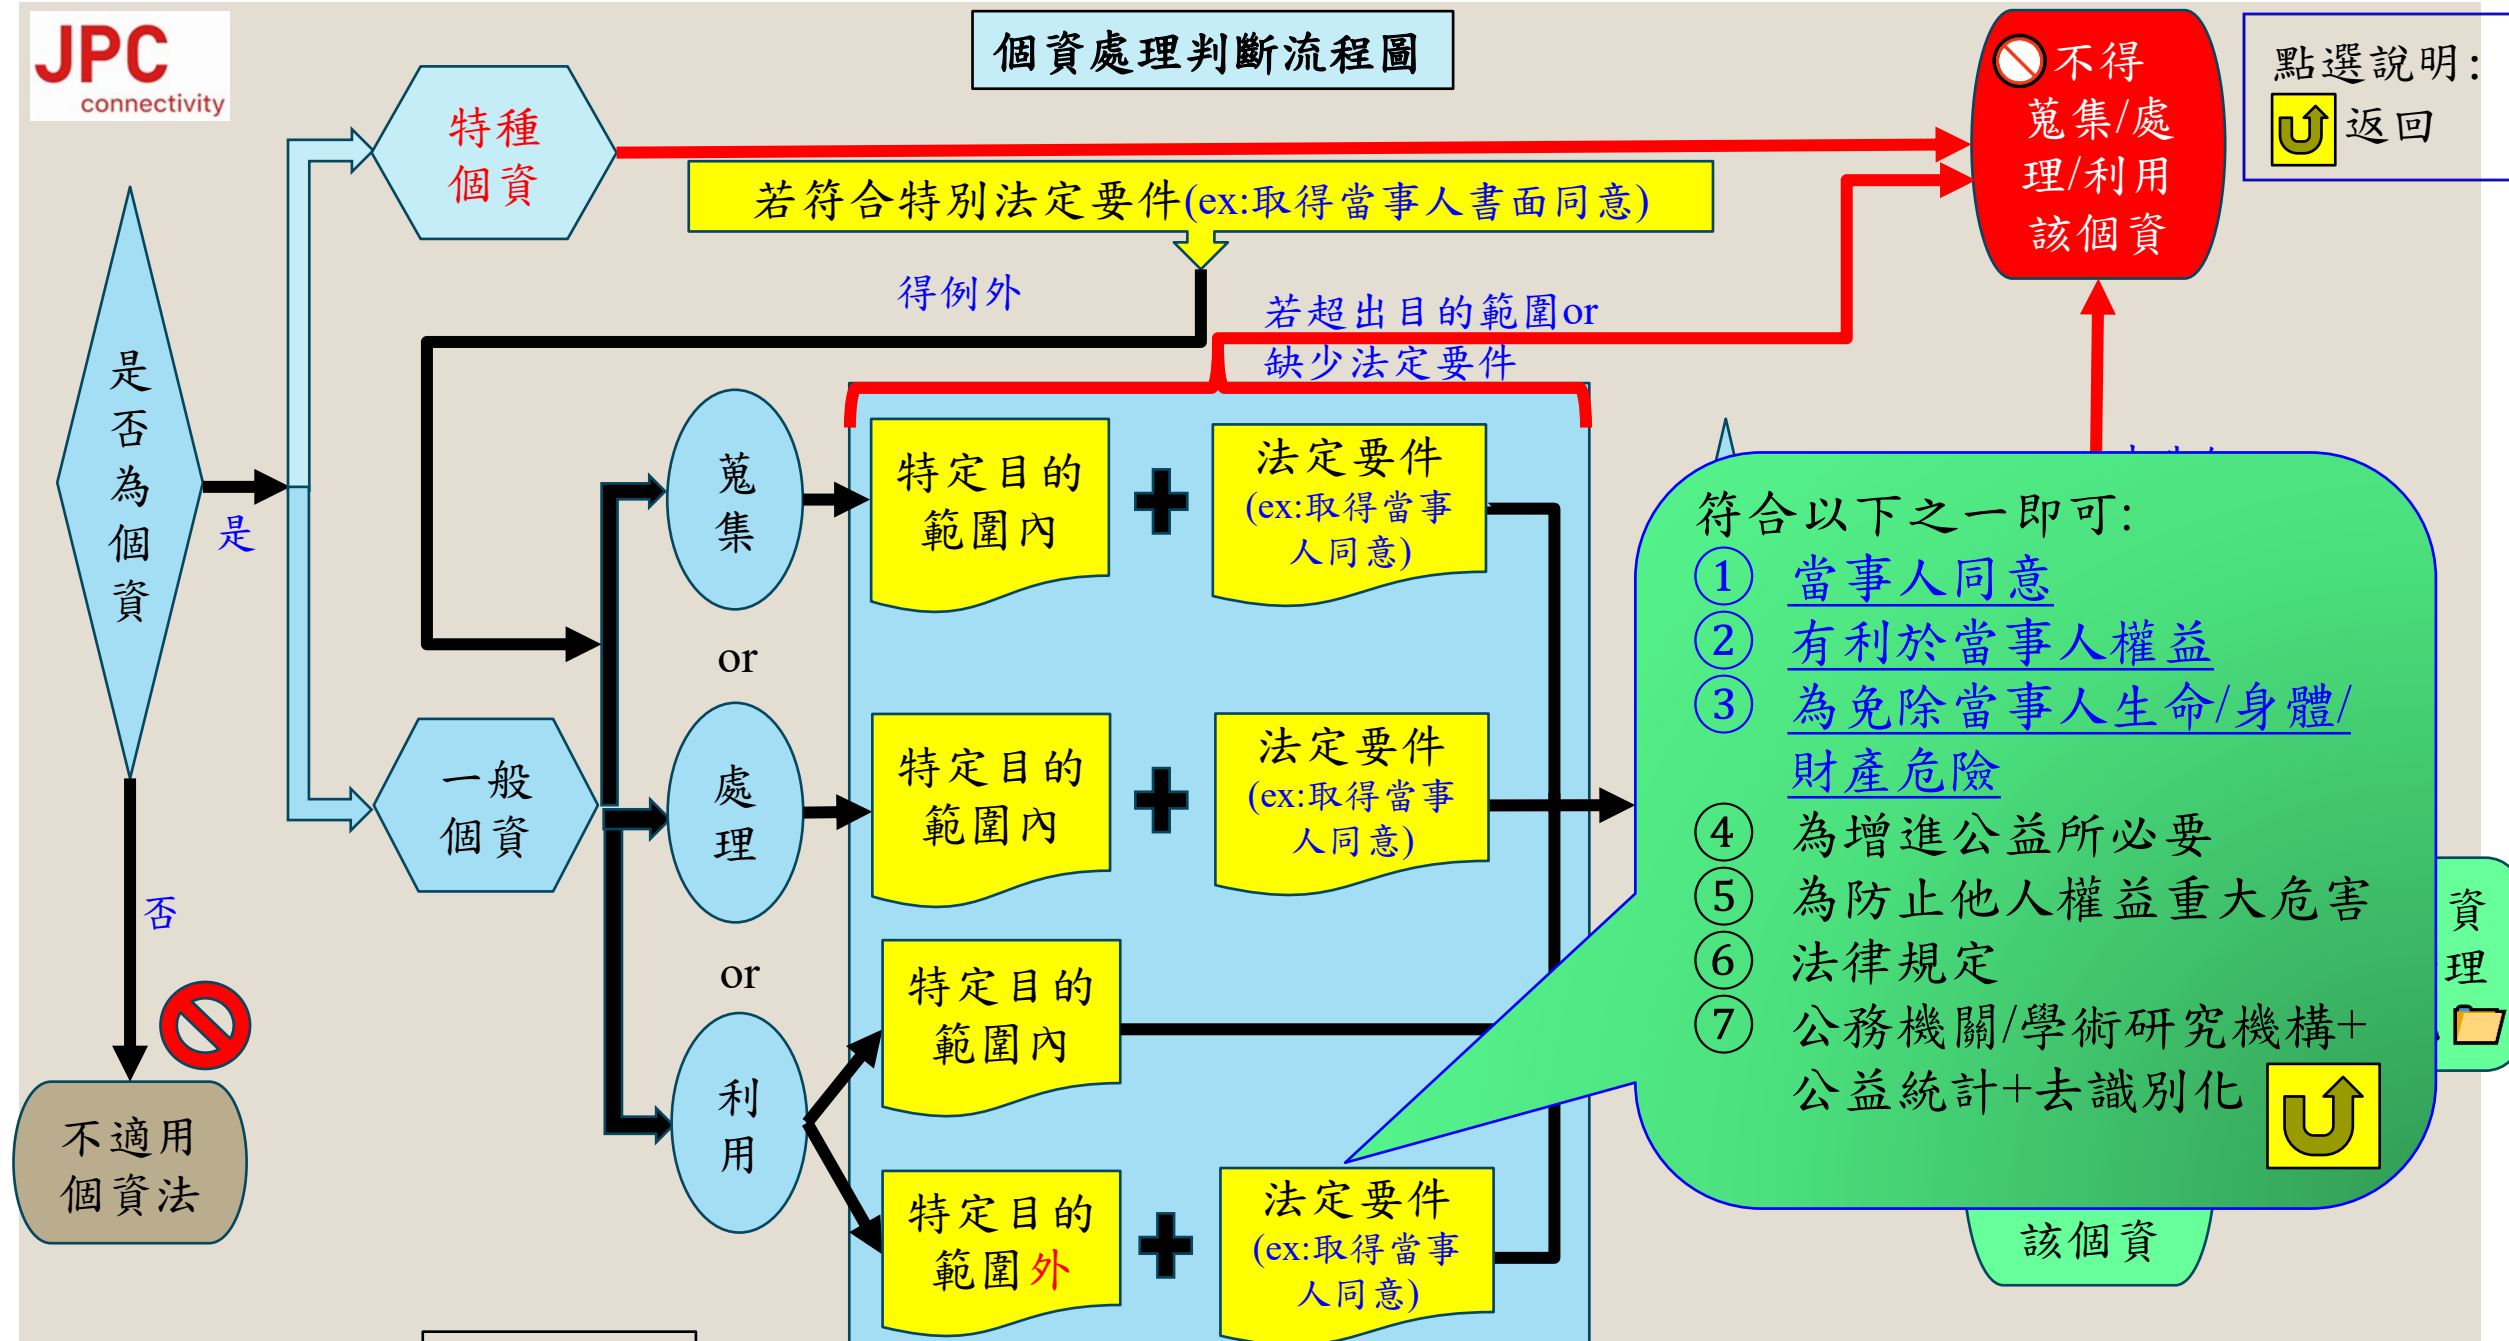 JPC
connectivity
個資處理判斷流程圖
不得
蒐集/處
理/利用
該個資
點選說明:
返回
特種
個資
若符合特別法定要件(ex:取得當事人書面同意)
得例外
若超出目的範圍or
缺少法定要件
是
否
為
個
資
是
否
不適用
個資法
一般
個資
蒐
集
or
處
理
or
利
用
特定目的
範圍內
法定要件
(ex:取得當事
人同意)
特定目的
範圍內
法定要件
(ex:取得當事
人同意)
特定目的
範圍內
特定目的
範圍外
法定要件
(ex:取得當事
人同意)
符合以下之一即可:
① 當事人同意
② 有利於當事人權益
③ 為免除當事人生命/身體/
財產危險
④ 為增進公益所必要
⑤ 為防止他人權益重大危害
⑥ 法律規定
⑦ 公務機關/學術研究機構+
公益統計+去識別化
資
理
該個資